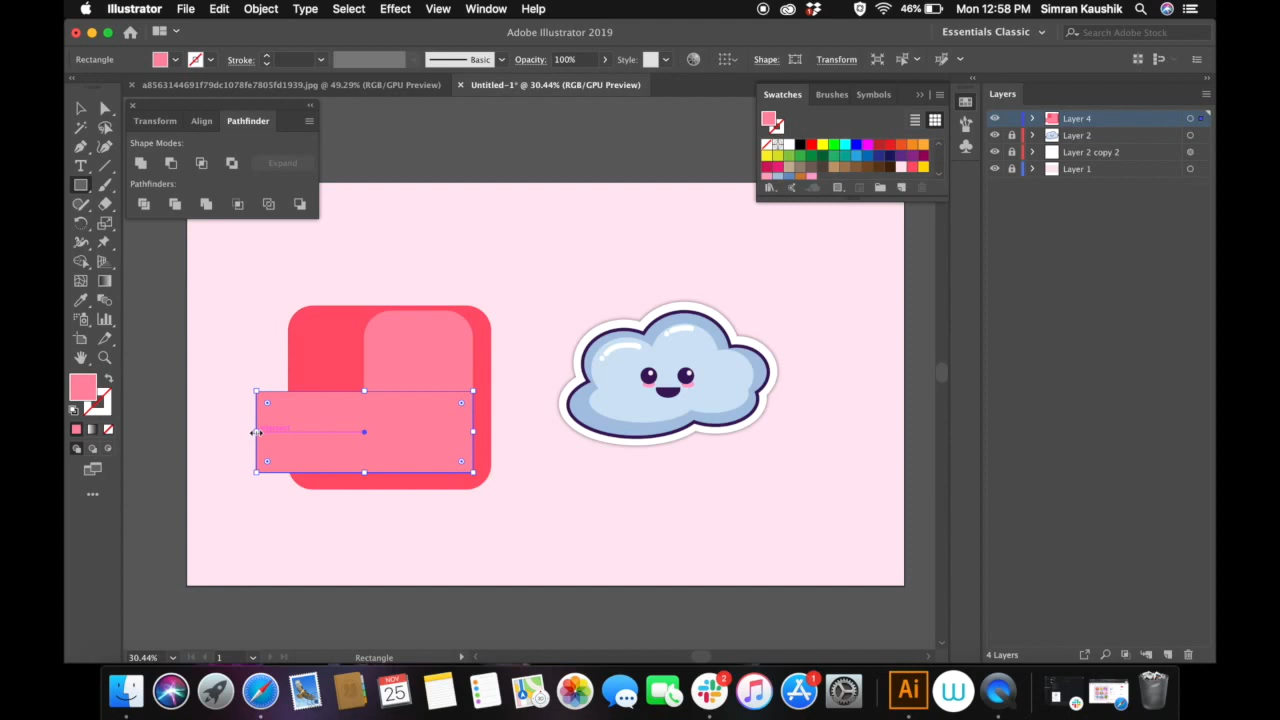 Illustrator File Edit Object Type Select Effect View Window Help 46% Mon 12:58 PM Simran Kaushik
Adobe Illustrator 2019 Essentials Classic Search Adobe Stock
Rectangle Stroke: Basic Opacity: 100% Style: Shape: Transform
a8563144691f79dc1078fe7805fd1939.jpg @ 49.29% (RGB/GPU Preview) Untitled-1* @ 30.44% (RGB/GPU Preview)
Transform Align Pathfinder
Shape Modes:
Expand
Pathfinders:
Swatches Brushes Symbols
Layers
Layer 4
Layer 2
Layer 2 copy 2
Layer 1
30.44% 1 Rectangle 4 Layers
NOV
25
2
1
Ai
W